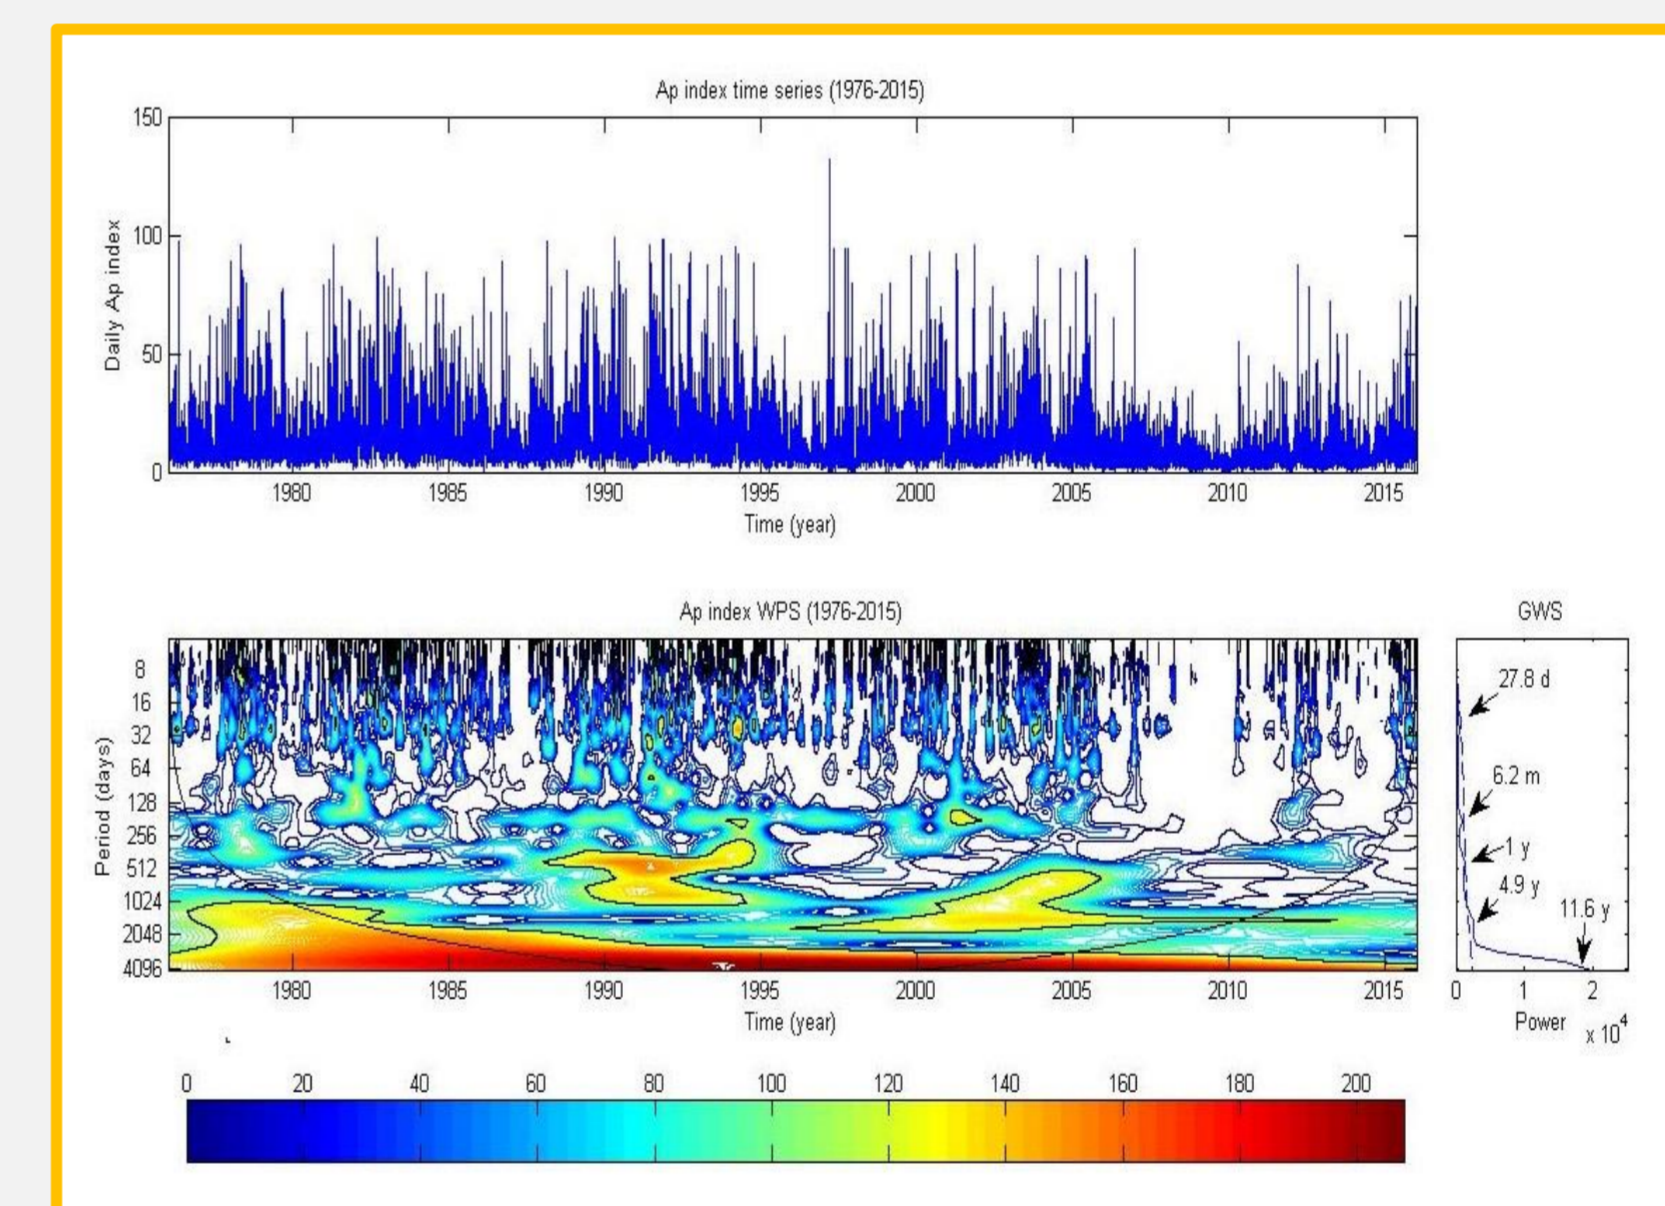 Ap index time series (1976-2015)
150
100
50
0
Daily Ap index
1980 1985 1990 1995 2000 2005 2010 2015
Time (year)
Ap index WPS (1976-2015)
GWS
8
16
32
64
128
256
512
1024
2048
4096
Period (days)
1980 1985 1990 1995 2000 2005 2010 2015
Time (year)
27.8 d
6.2 m
1 y
4.9 y
11.6 y
0 1 2
Power
x 10^4
0 20 40 60 80 100 120 140 160 180 200